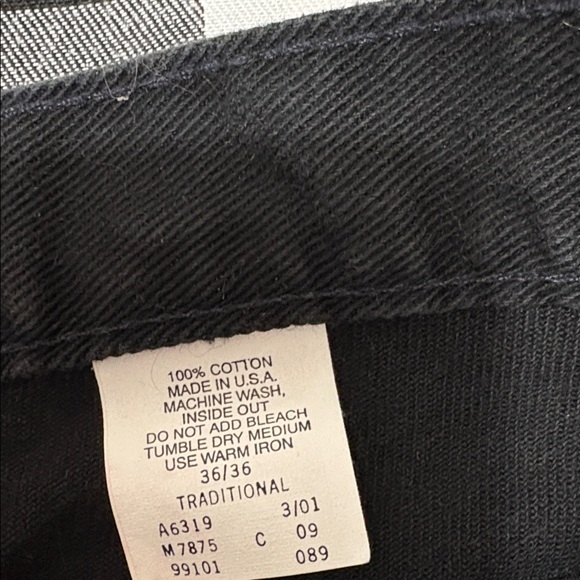 100% COTTON
MADE IN U.S.A.
MACHINE WASH,
INSIDE OUT
DO NOT ADD BLEACH
TUMBLE DRY MEDIUM
USE WARM IRON
36/36
TRADITIONAL
A6319 3/01
M7875 C 09
99101 089